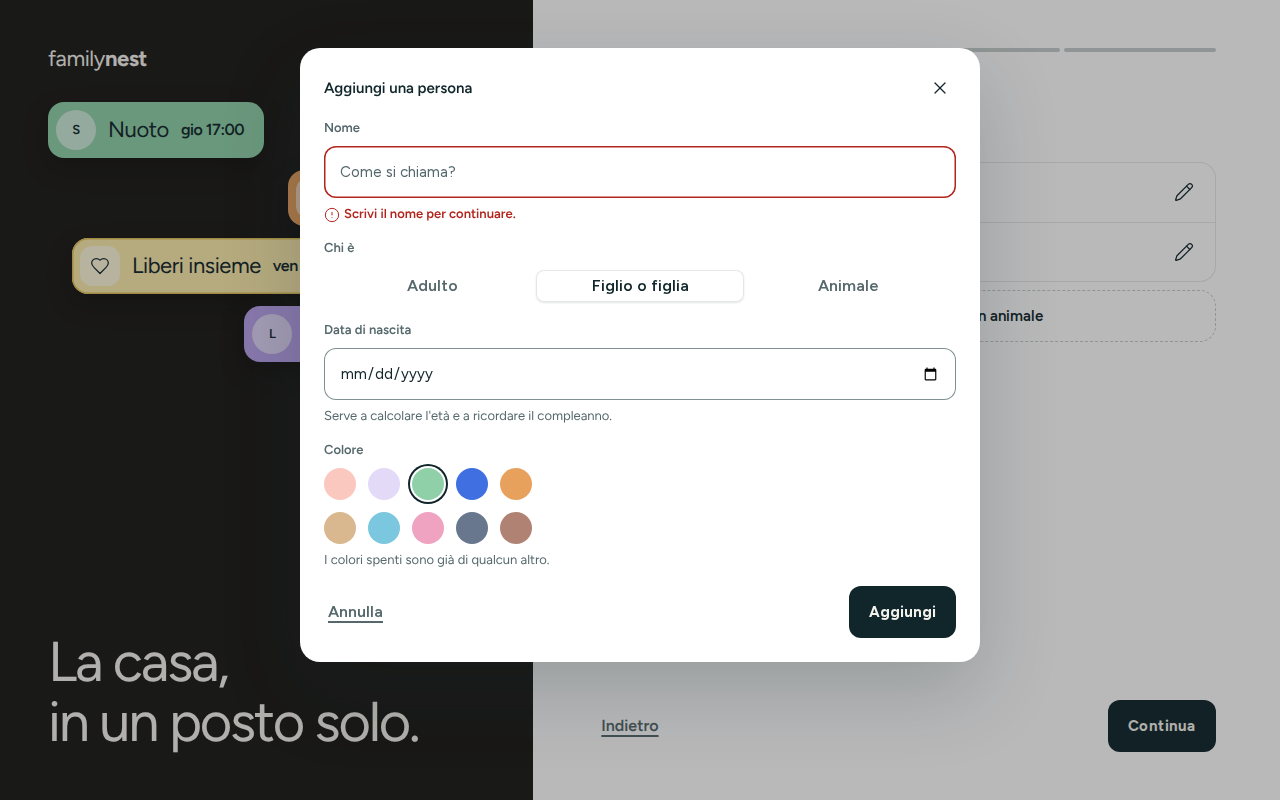 familynest
S Nuoto gio 17:00
Liberi insieme ven
L
La casa,
in un posto solo.
Aggiungi una persona
Nome
Come si chiama?
Scrivi il nome per continuare.
Chi è
Adulto Figlio o figlia Animale
Data di nascita
mm/dd/yyyy
Serve a calcolare l'età e a ricordare il compleanno.
Colore
I colori spenti sono già di qualcun altro.
Annulla Aggiungi
animale
Indietro Continua